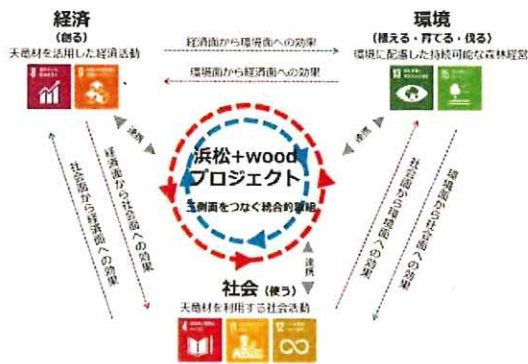 経済
(創る)
天竜材を活用した経済活動
8
9
環境
(植える・育てる・伐る)
環境に配慮した持続可能な森林経営
13
15
経済面から環境面への効果
環境面から経済面への効果
連携
連携
浜松+wood
プロジェクト
三側面をつなぐ統合的取組
連携
社会面から経済面への効果
経済面から社会面への効果
社会面から環境面への効果
環境面から社会面への効果
社会 (使う)
天竜材を利用する社会活動
4
11
12